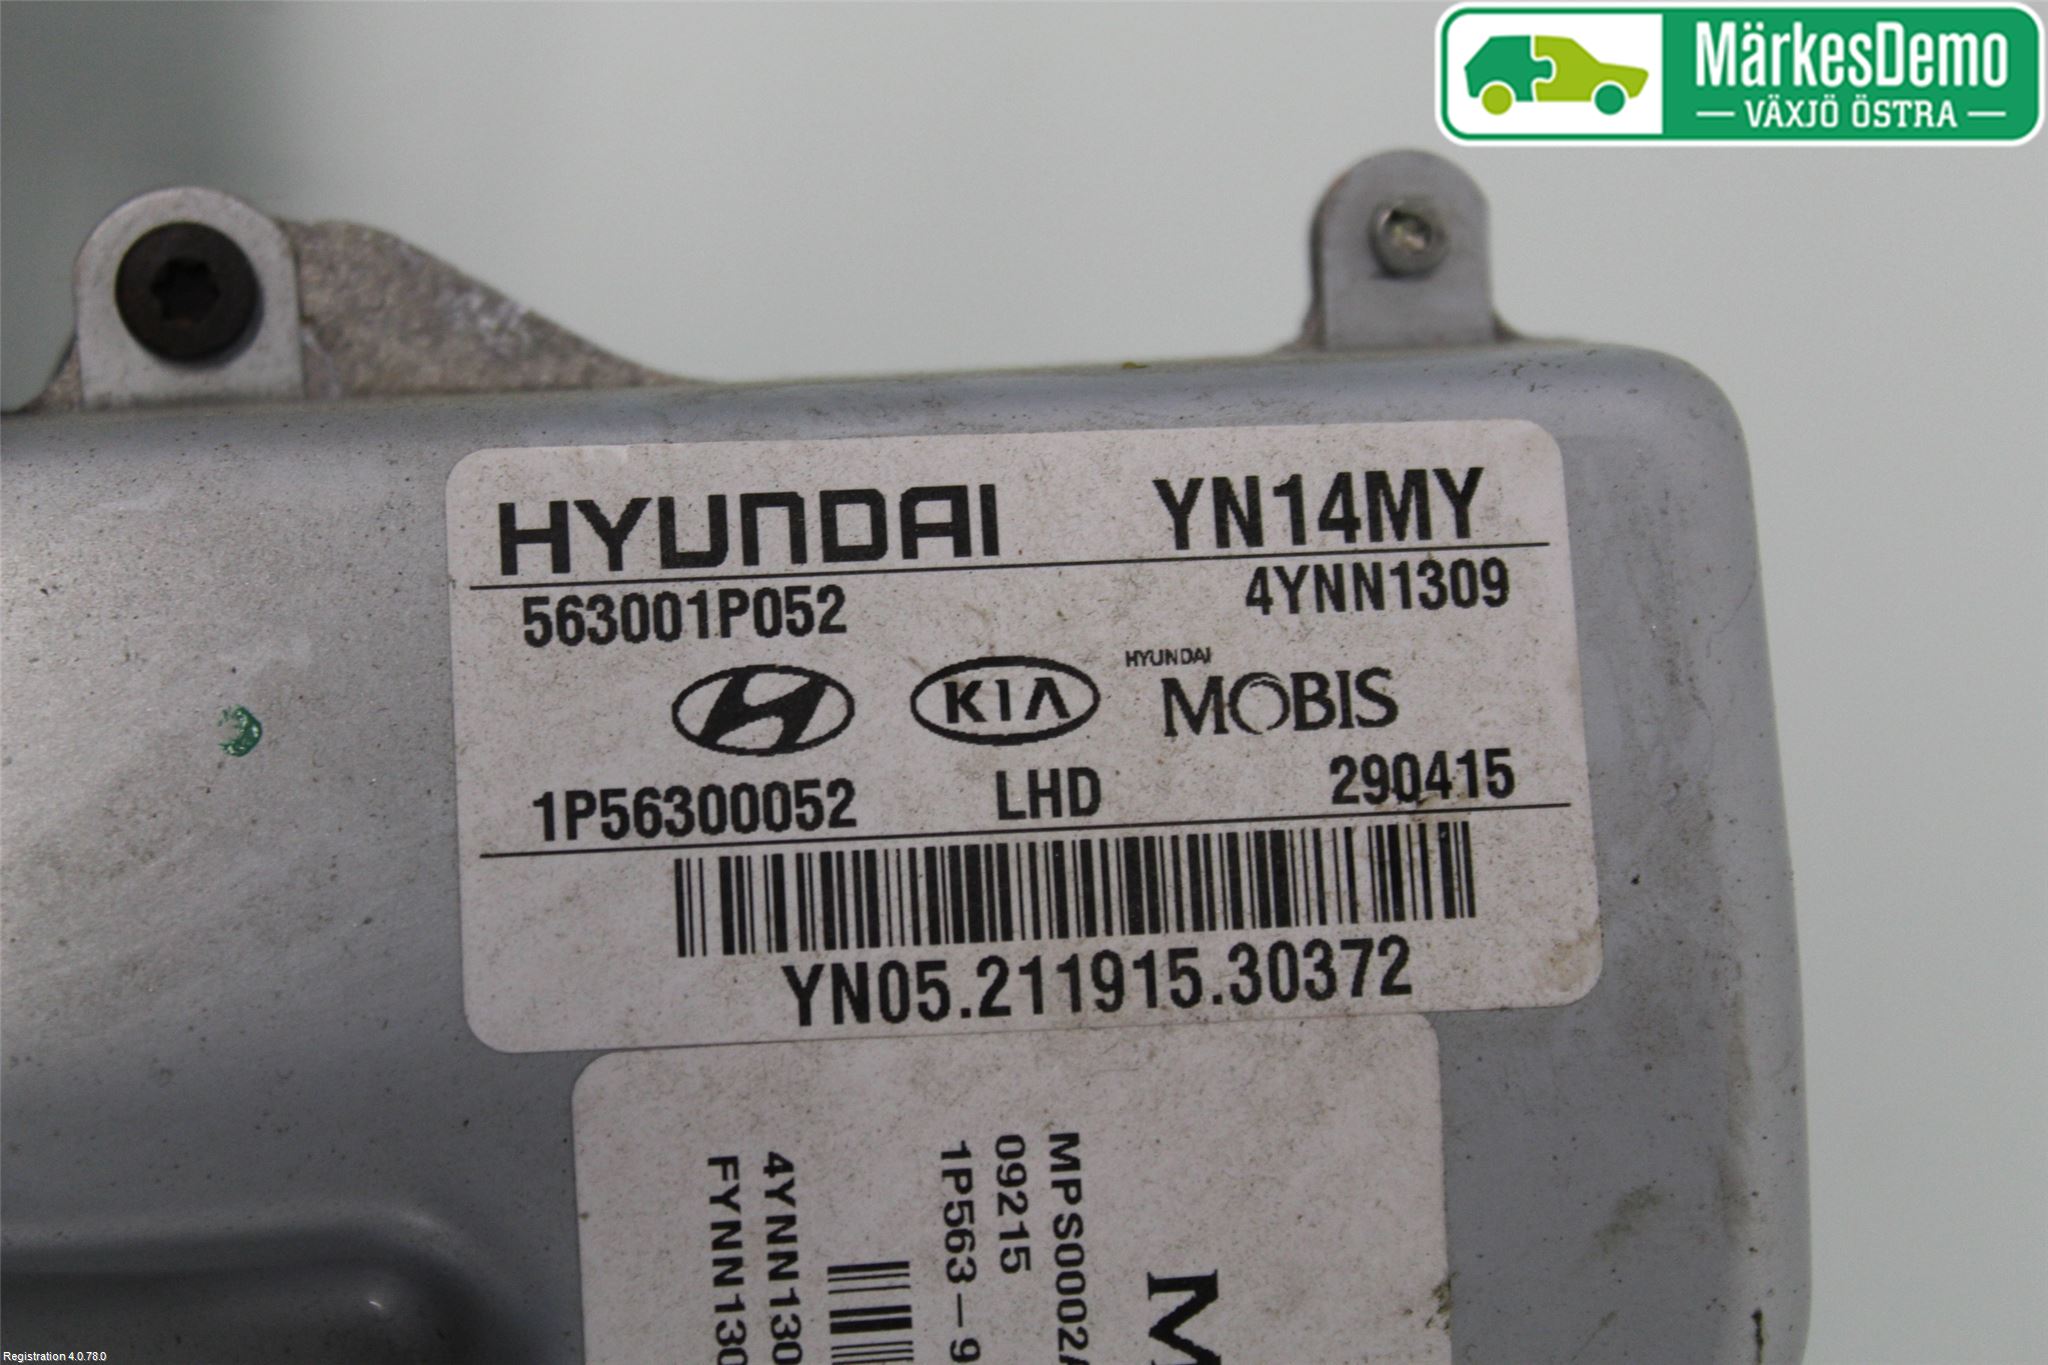 MärkesDemo
VÄXJÖ ÖSTRA
HYUNDAI YN14MY
563001P052 4YNN1309
KIA HYUNDAI MOBIS
1P56300052 LHD 290415
YN05.211915.30372
MPS0002A
09215
1P563-9
4YNN130
FYNN130
M
Registration 4.0.78.0